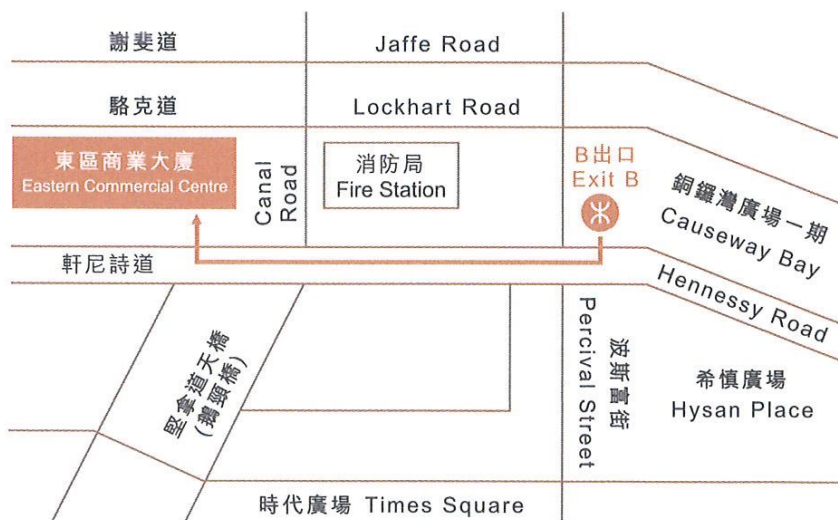 謝斐道 Jaffe Road
駱克道 Lockhart Road
東區商業大廈
Eastern Commercial Centre
Canal
Road
消防局
Fire Station
B出口
Exit B
銅鑼灣廣場一期
Causeway Bay
軒尼詩道
Hennessy Road
堅拿道天橋
(鵝頸橋)
Percival Street
波斯富街
希慎廣場
Hysan Place
時代廣場 Times Square